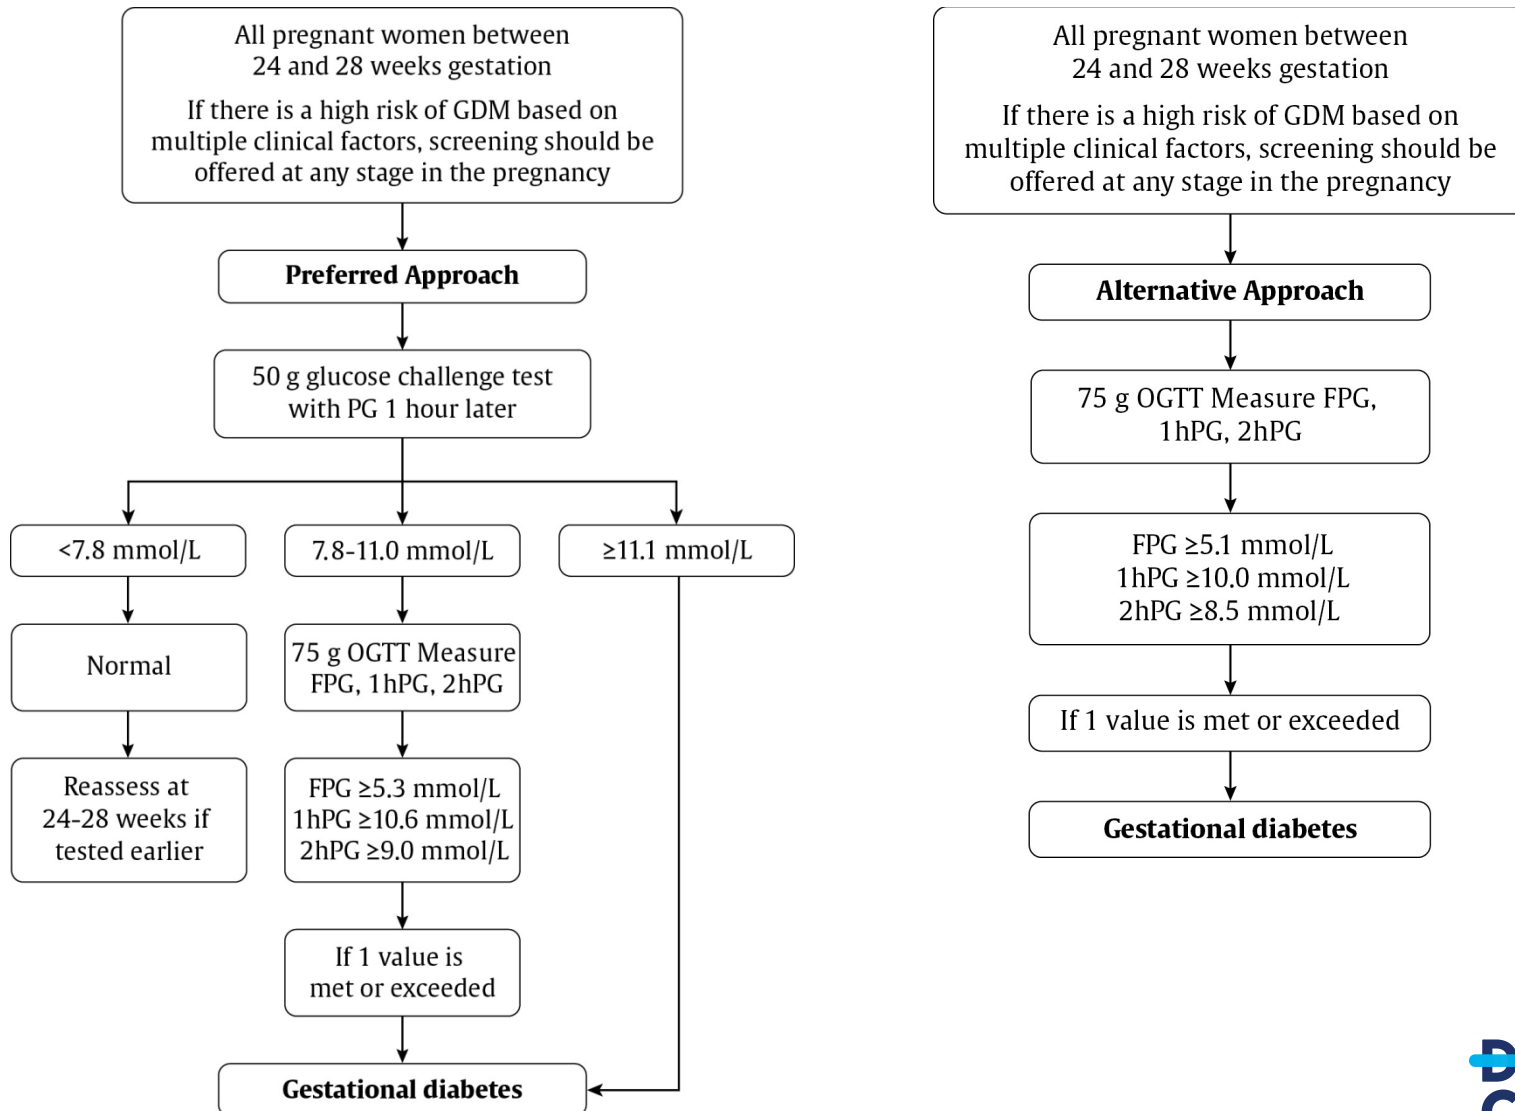 All pregnant women between
24 and 28 weeks gestation
If there is a high risk of GDM based on
multiple clinical factors, screening should be
offered at any stage in the pregnancy
Preferred Approach
50 g glucose challenge test
with PG 1 hour later
<7.8 mmol/L
7.8–11.0 mmol/L
≥11.1 mmol/L
Normal
75 g OGTT Measure
FPG, 1hPG, 2hPG
Reassess at
24-28 weeks if
tested earlier
FPG ≥5.3 mmol/L
1hPG ≥10.6 mmol/L
2hPG ≥9.0 mmol/L
If 1 value is
met or exceeded
Gestational diabetes
All pregnant women between
24 and 28 weeks gestation
If there is a high risk of GDM based on
multiple clinical factors, screening should be
offered at any stage in the pregnancy
Alternative Approach
75 g OGTT Measure FPG,
1hPG, 2hPG
FPG ≥5.1 mmol/L
1hPG ≥10.0 mmol/L
2hPG ≥8.5 mmol/L
If 1 value is met or exceeded
Gestational diabetes